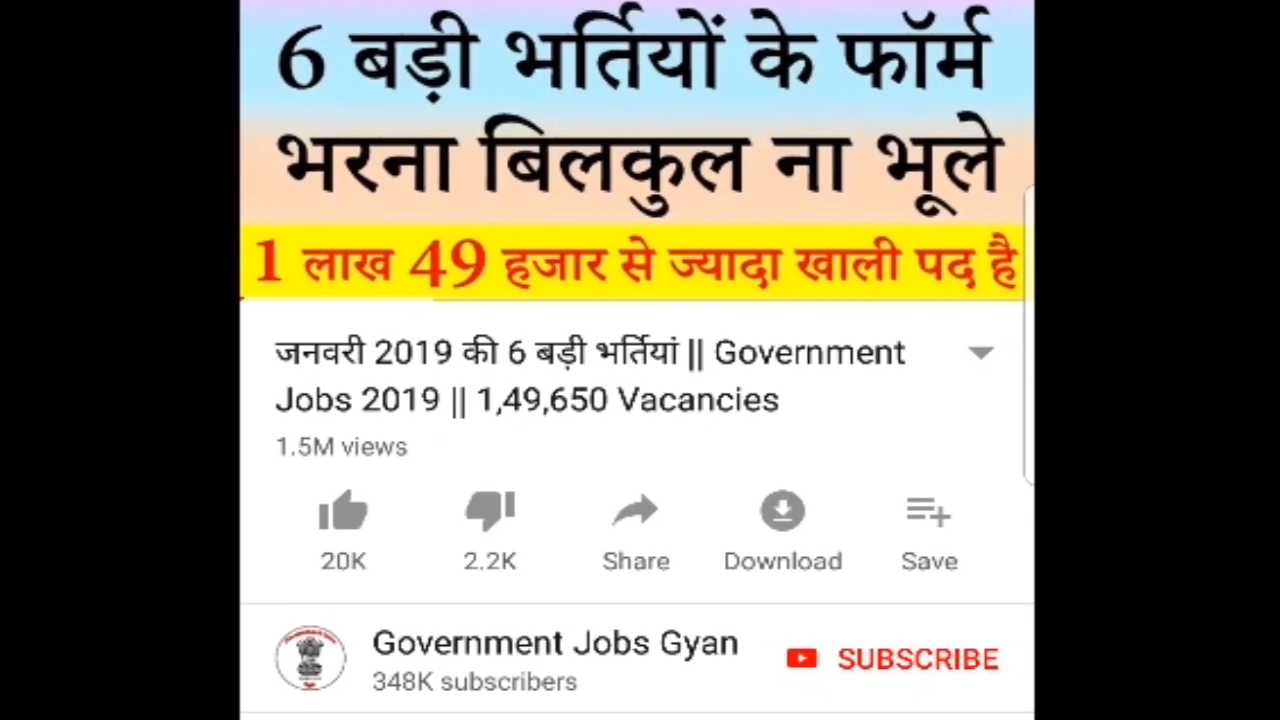 6 बड़ी भर्तियों के फॉर्म
भरना बिलकुल ना भूले
1 लाख 49 हजार से ज्यादा खाली पद है
जनवरी 2019 की 6 बड़ी भर्तियां || Government
Jobs 2019 || 1,49,650 Vacancies
1.5M views
20K 2.2K Share Download Save
Government Jobs Gyan
SUBSCRIBE
348K subscribers